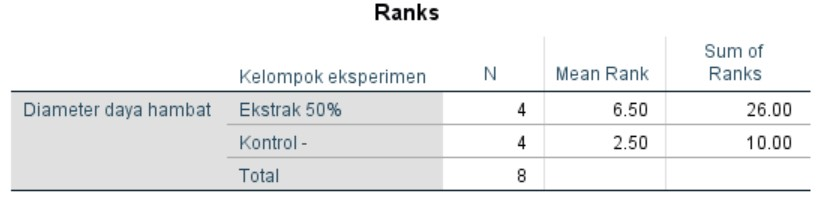 Ranks
Kelompok eksperimen N Mean Rank Sum of Ranks
Diameter daya hambat Ekstrak 50% 4 6.50 26.00
Kontrol - 4 2.50 10.00
Total 8